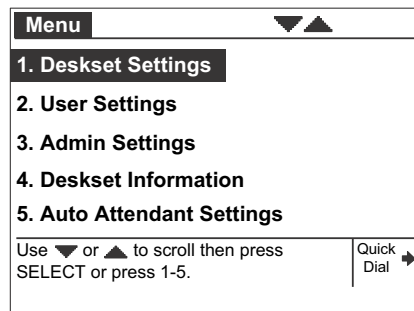 Menu
1. Deskset Settings
2. User Settings
3. Admin Settings
4. Deskset Information
5. Auto Attendant Settings
Use ▼ or ▲ to scroll then press
SELECT or press 1-5.
Quick
Dial